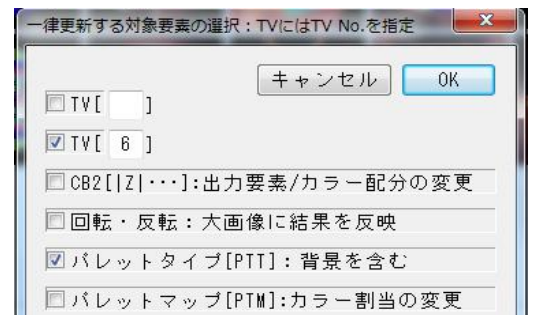 一律更新する対象要素の選択：TVにはTV No.を指定
キャンセル OK
TV[ ]
TV[ 6 ]
CB2[|Z|･･･]:出力要素/カラー配分の変更
回転・反転：大画像に結果を反映
パレットタイプ[PTT]：背景を含む
パレットマップ[PTM]:カラー割当の変更